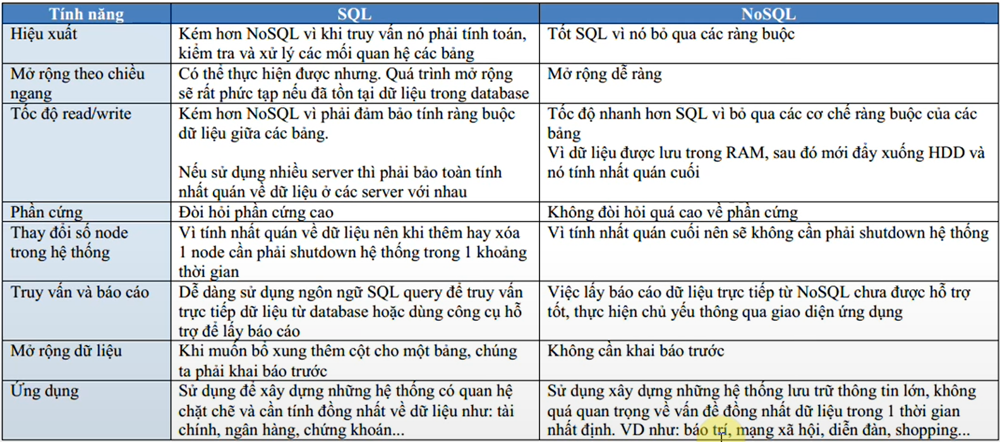 Tính năng
SQL
NoSQL
Hiệu xuất
Kém hơn NoSQL vì khi truy vấn nó phải tính toán,
kiểm tra và xử lý các mối quan hệ các bảng
Tốt SQL vì nó bỏ qua các ràng buộc
Mở rộng theo chiều
ngang
Có thể thực hiện được nhưng. Quá trình mở rộng
sẽ rất phức tạp nếu đã tồn tại dữ liệu trong database
Mở rộng dễ ràng
Tốc độ read/write
Kém hơn NoSQL vì phải đảm bảo tính ràng buộc
dữ liệu giữa các bảng.
Nếu sử dụng nhiều server thì phải bảo toàn tính
nhất quán về dữ liệu ở các server với nhau
Tốc độ nhanh hơn SQL vì bỏ qua các cơ chế ràng buộc của các
bảng
Vì dữ liệu được lưu trong RAM, sau đó mới đẩy xuống HDD và
nó tính nhất quán cuối
Phần cứng
Đòi hỏi phần cứng cao
Không đòi hỏi quá cao về phần cứng
Thay đổi số node
trong hệ thống
Vì tính nhất quán về dữ liệu nên khi thêm hay xóa
1 node cần phải shutdown hệ thống trong 1 khoảng
thời gian
Vì tính nhất quán cuối nên sẽ không cần phải shutdown hệ thống
Truy vấn và báo cáo
Dễ dàng sử dụng ngôn ngữ SQL query để truy vấn
trực tiếp dữ liệu từ database hoặc dùng công cụ hỗ
trợ để lấy báo cáo
Việc lấy báo cáo dữ liệu trực tiếp từ NoSQL chưa được hỗ trợ
tốt, thực hiện chủ yếu thông qua giao diện ứng dụng
Mở rộng dữ liệu
Khi muốn bổ xung thêm cột cho một bảng, chúng
ta phải khai báo trước
Không cần khai báo trước
Ứng dụng
Sử dụng để xây dựng những hệ thống có quan hệ
chặt chẽ và cần tính đồng nhất về dữ liệu như: tài
chính, ngân hàng, chứng khoán...
Sử dụng xây dựng những hệ thống lưu trữ thông tin lớn, không
quá quan trọng về vấn đề đồng nhất dữ liệu trong 1 thời gian
nhất định. VD như: báo trí, mạng xã hội, diễn đàn, shopping...